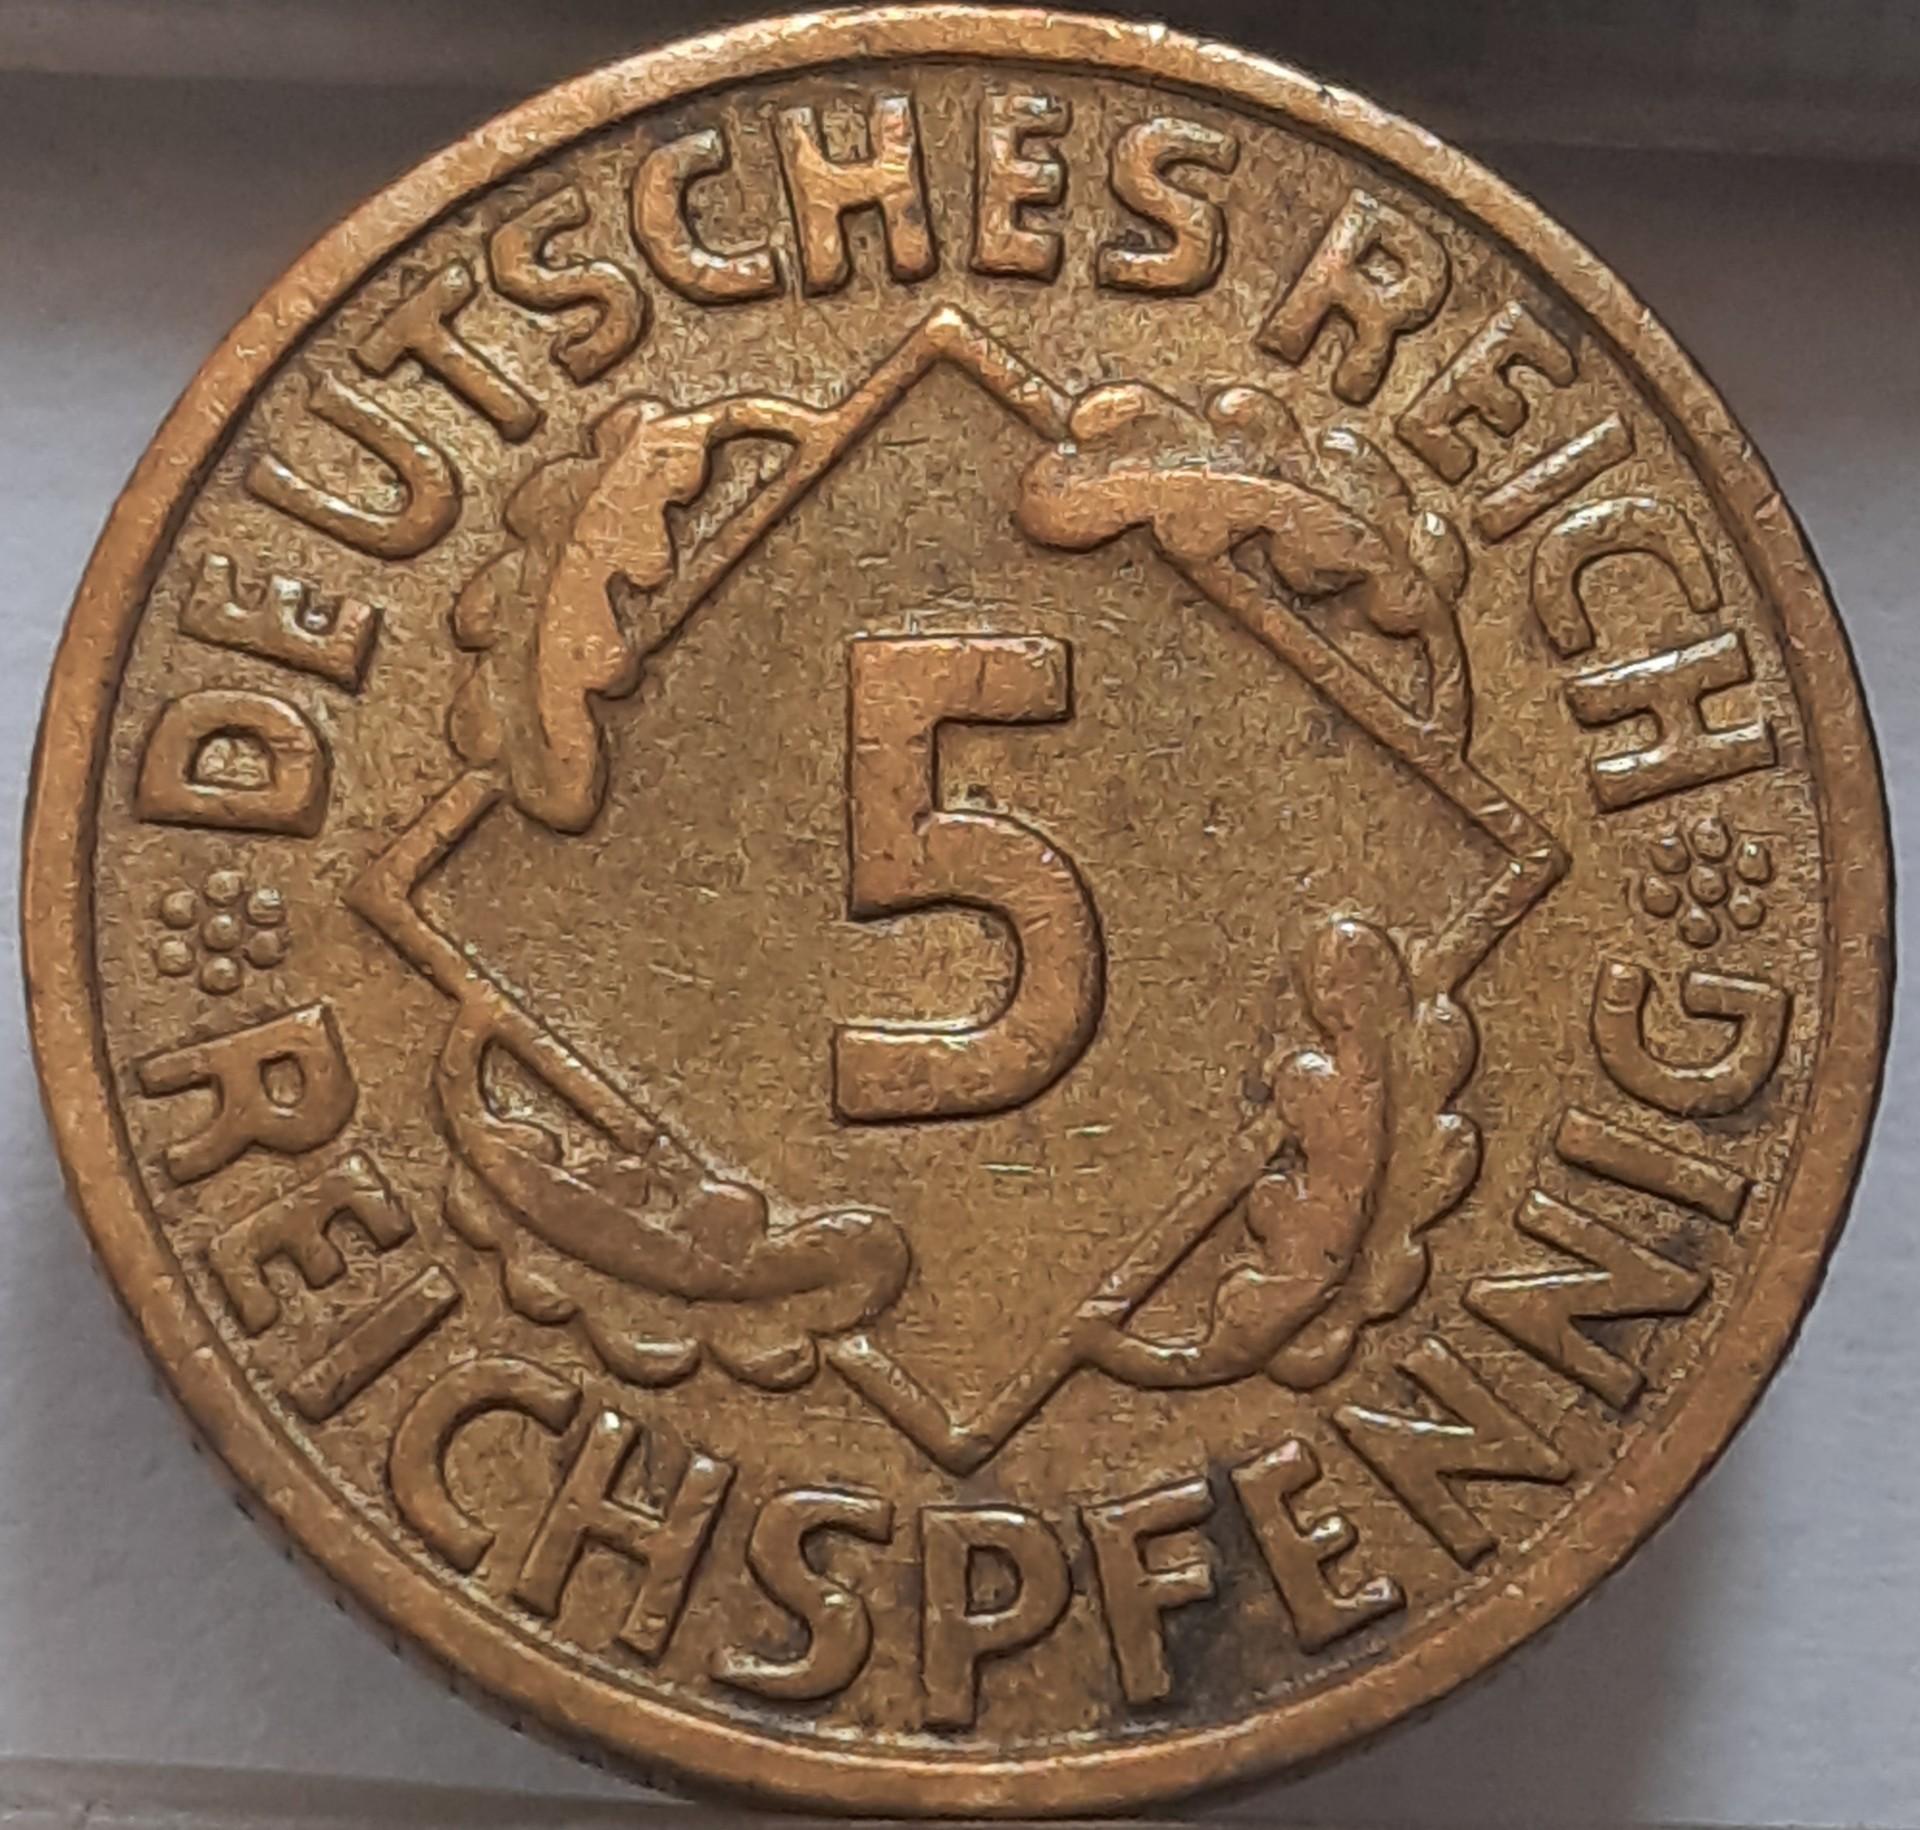 DEUTSCHES REICH
5
REICHSPFENNIG